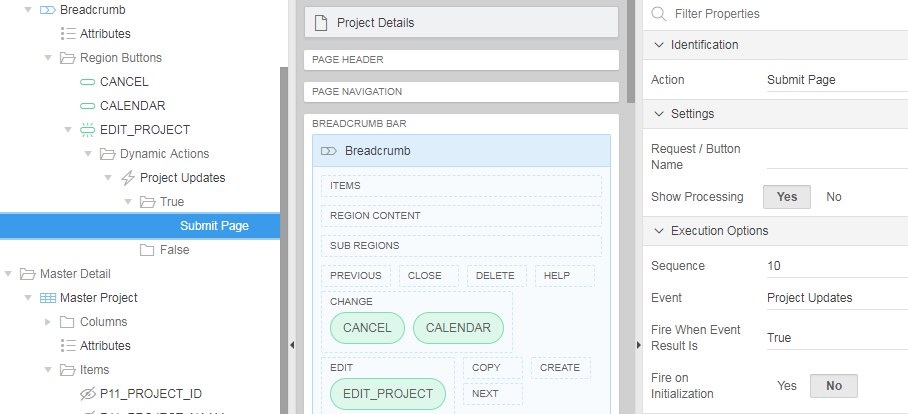 Breadcrumb
Attributes
Region Buttons
CANCEL
CALENDAR
EDIT_PROJECT
Dynamic Actions
Project Updates
True
Submit Page
False
Master Detail
Master Project
Columns
Attributes
Items
P11_PROJECT_ID
Project Details
PAGE HEADER
PAGE NAVIGATION
BREADCRUMB BAR
Breadcrumb
ITEMS
REGION CONTENT
SUB REGIONS
PREVIOUS CLOSE DELETE HELP
CHANGE
CANCEL CALENDAR
EDIT COPY CREATE
EDIT_PROJECT NEXT
Filter Properties
Identification
Action Submit Page
Settings
Request / Button
Name
Show Processing Yes No
Execution Options
Sequence 10
Event Project Updates
Fire When Event
Result Is True
Fire on
Initialization Yes No